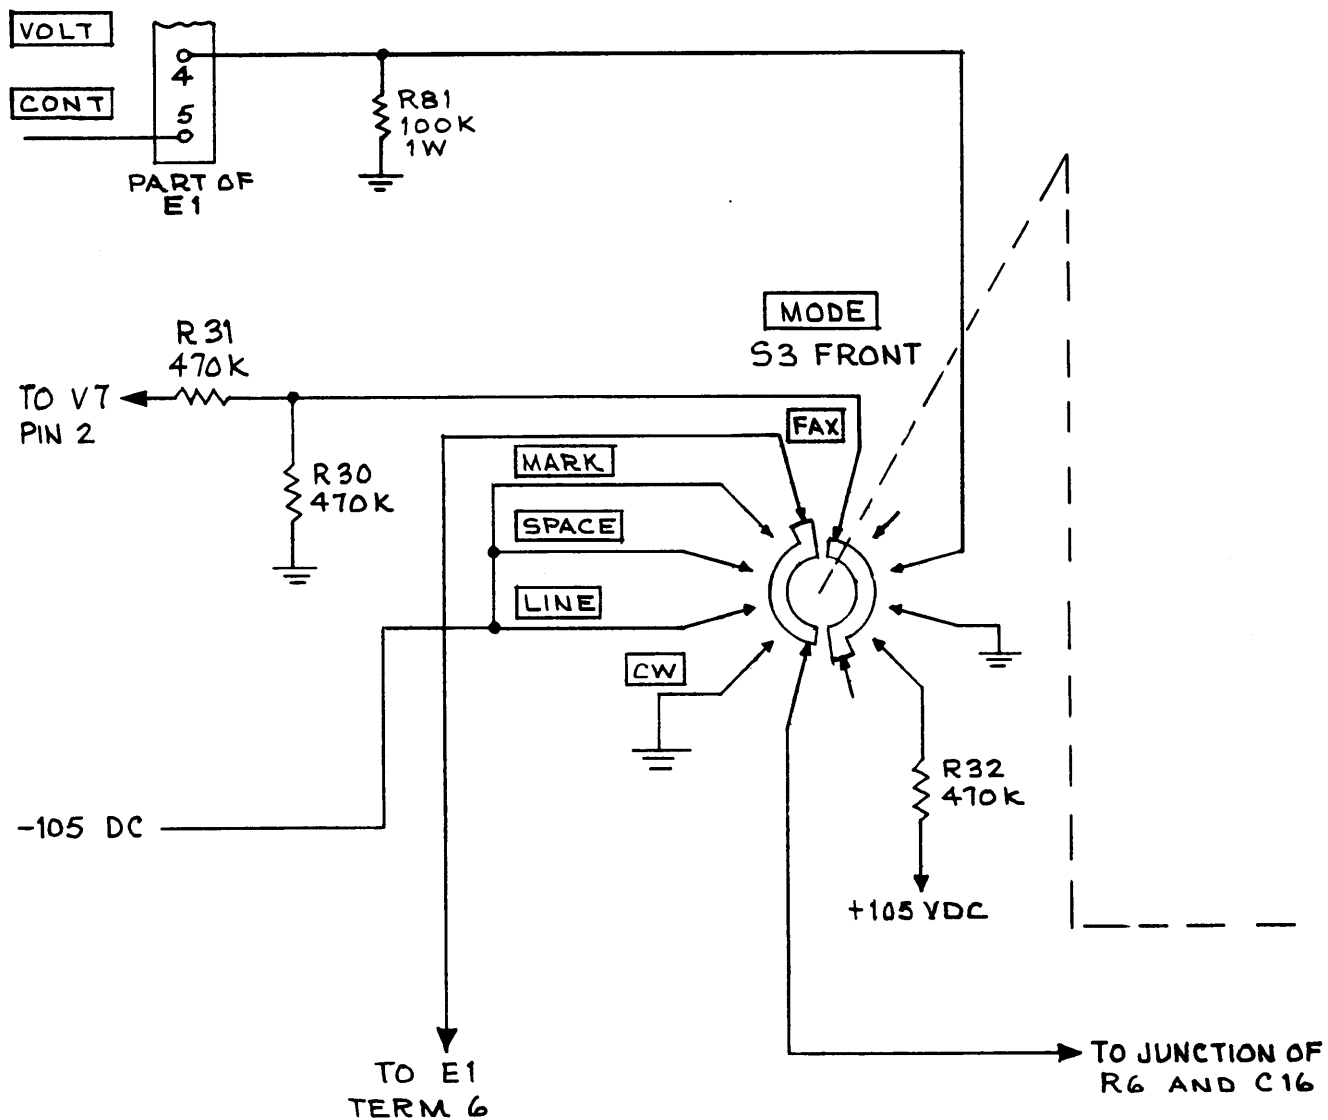 VOLT
4
CONT
5
PART OF
E1
R81
100K
1W
MODE
S3 FRONT
R31
470K
TO V7
PIN 2
FAX
MARK
R30
470K
SPACE
LINE
CW
R32
470K
-105 DC
+105 VDC
TO E1
TERM 6
TO JUNCTION OF
R6 AND C16